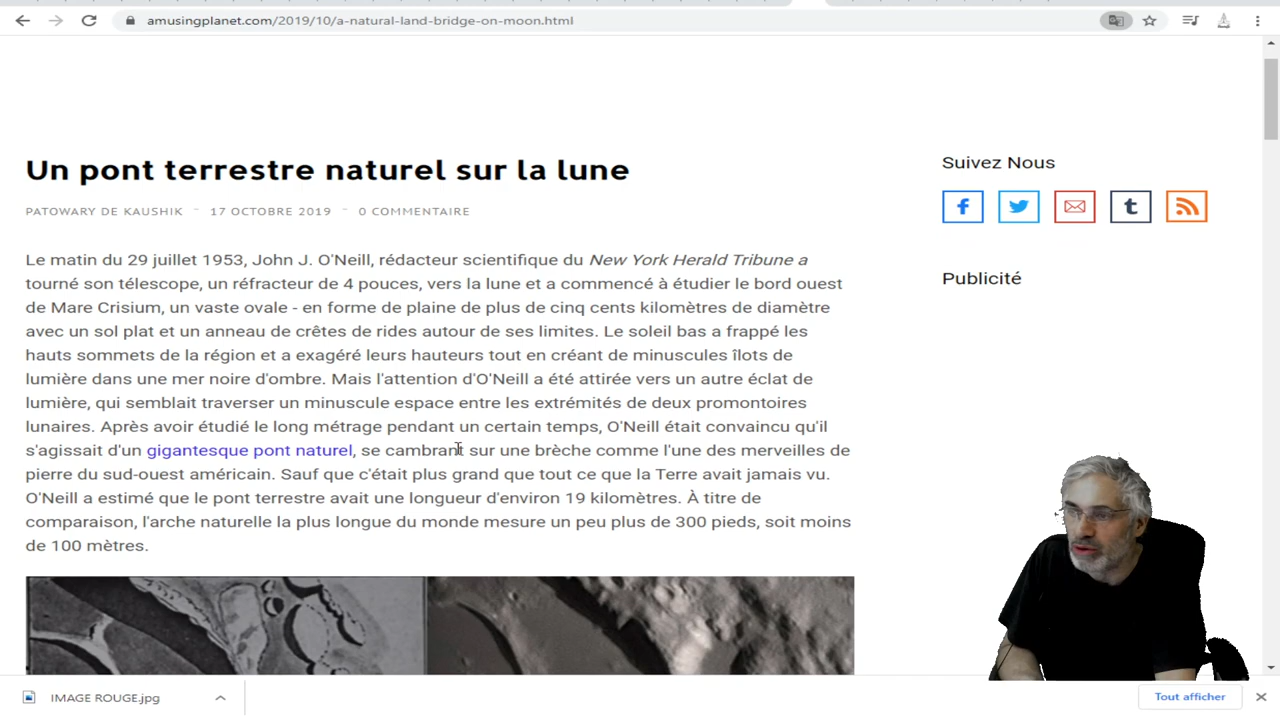 amusingplanet.com/2019/10/a-natural-land-bridge-on-moon.html
Un pont terrestre naturel sur la lune
PATOWARY DE KAUSHIK - 17 OCTOBRE 2019 - 0 COMMENTAIRE
Le matin du 29 juillet 1953, John J. O'Neill, rédacteur scientifique du New York Herald Tribune a
tourné son télescope, un réfracteur de 4 pouces, vers la lune et a commencé à étudier le bord ouest
de Mare Crisium, un vaste ovale - en forme de plaine de plus de cinq cents kilomètres de diamètre
avec un sol plat et un anneau de crêtes de rides autour de ses limites. Le soleil bas a frappé les
hauts sommets de la région et a exagéré leurs hauteurs tout en créant de minuscules îlots de
lumière dans une mer noire d'ombre. Mais l'attention d'O'Neill a été attirée vers un autre éclat de
lumière, qui semblait traverser un minuscule espace entre les extrémités de deux promontoires
lunaires. Après avoir étudié le long métrage pendant un certain temps, O'Neill était convaincu qu'il
s'agissait d'un gigantesque pont naturel, se cambrant sur une brèche comme l'une des merveilles de
pierre du sud-ouest américain. Sauf que c'était plus grand que tout ce que la Terre avait jamais vu.
O'Neill a estimé que le pont terrestre avait une longueur d'environ 19 kilomètres. À titre de
comparaison, l'arche naturelle la plus longue du monde mesure un peu plus de 300 pieds, soit moins
de 100 mètres.
Suivez Nous
Publicité
IMAGE ROUGE.jpg
Tout afficher